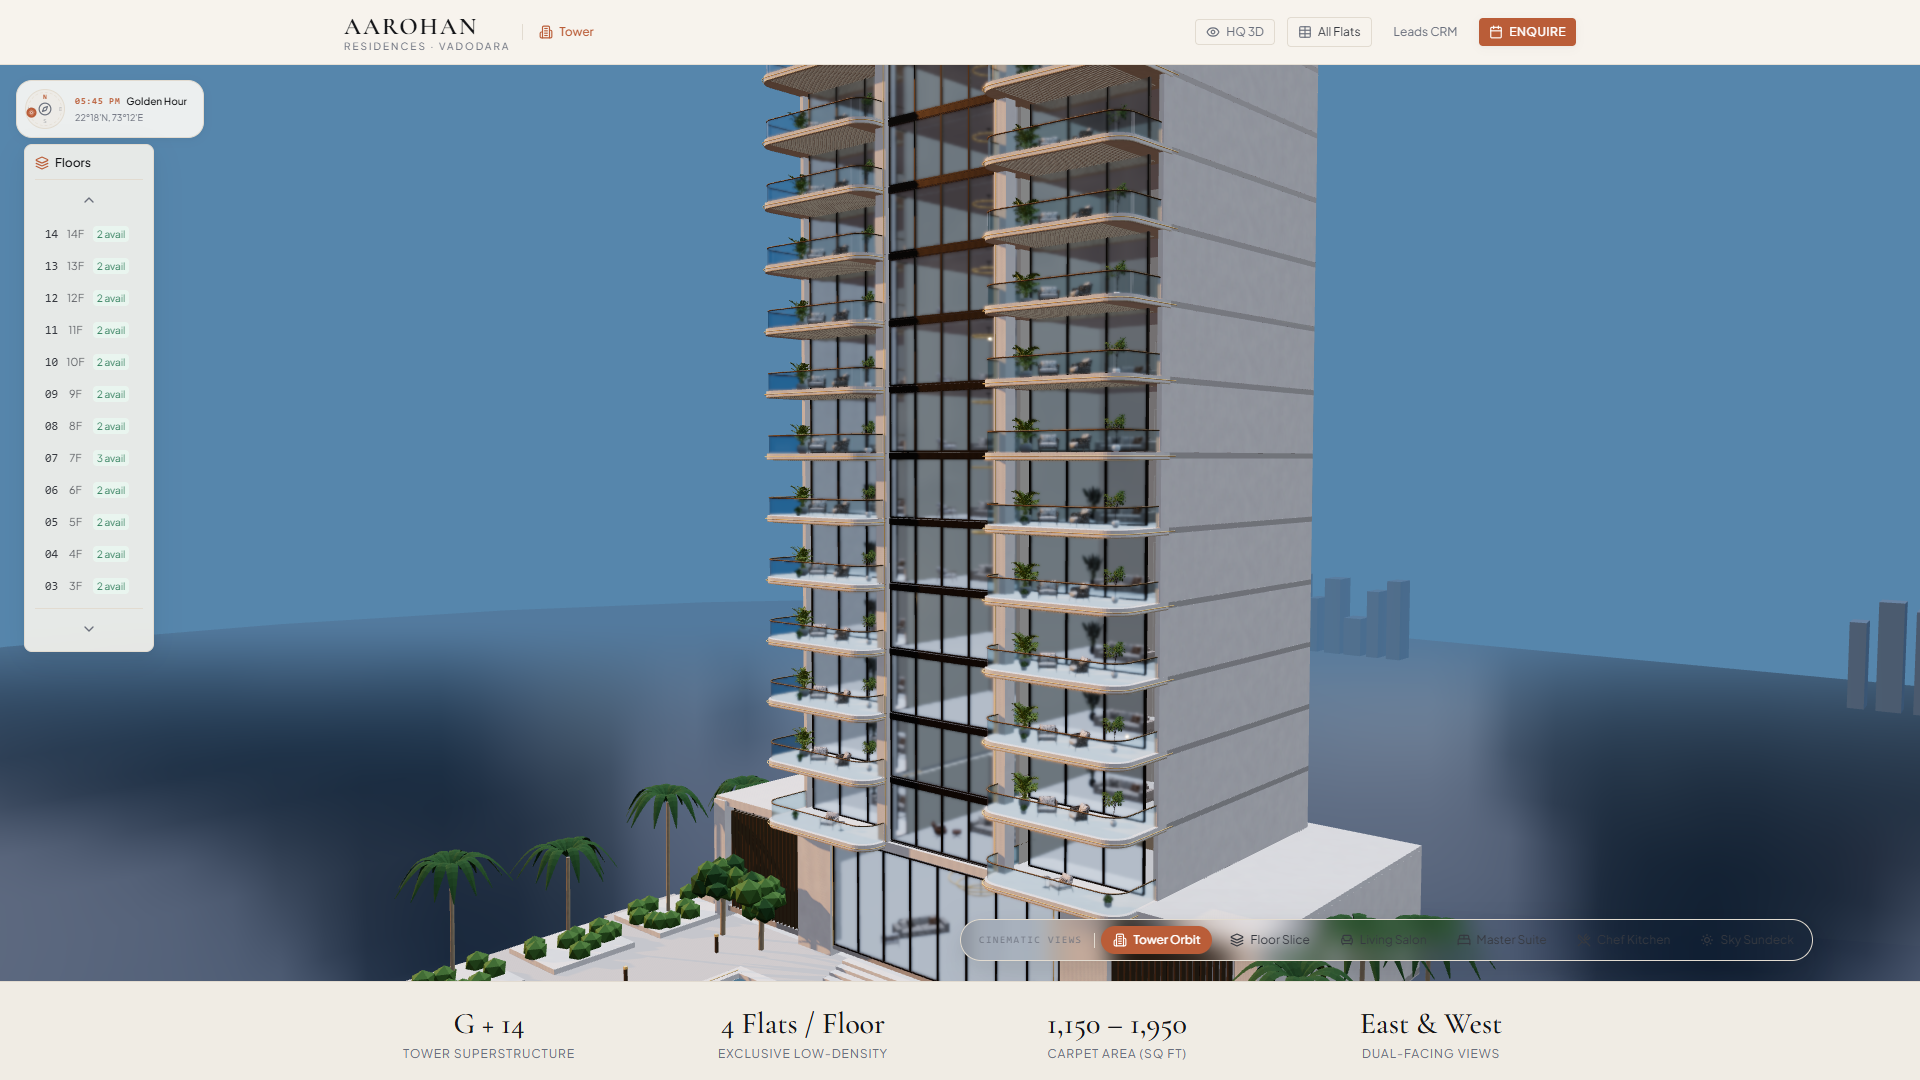 AAROHAN
RESIDENCES · VADODARA
Tower
HQ 3D
All Flats
Leads CRM
ENQUIRE
N
05:45 PM Golden Hour
22°18'N, 73°12'E
Floors
14 14F 2 avail
13 13F 2 avail
12 12F 2 avail
11 11F 2 avail
10 10F 2 avail
09 9F 2 avail
08 8F 2 avail
07 7F 3 avail
06 6F 2 avail
05 5F 2 avail
04 4F 2 avail
03 3F 2 avail
CINEMATIC VIEWS
Tower Orbit
Floor Slice
Living Salon
Master Suite
Chef Kitchen
Sky Sundeck
G + 14
TOWER SUPERSTRUCTURE
4 Flats / Floor
EXCLUSIVE LOW-DENSITY
1,150 – 1,950
CARPET AREA (SQ FT)
East & West
DUAL-FACING VIEWS